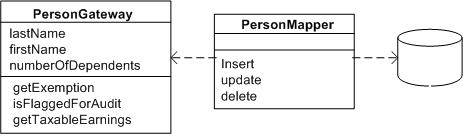 PersonGateway
lastName
firstName
numberOfDependents
getExemption
isFlaggedForAudit
getTaxableEarnings
PersonMapper
Insert
update
delete